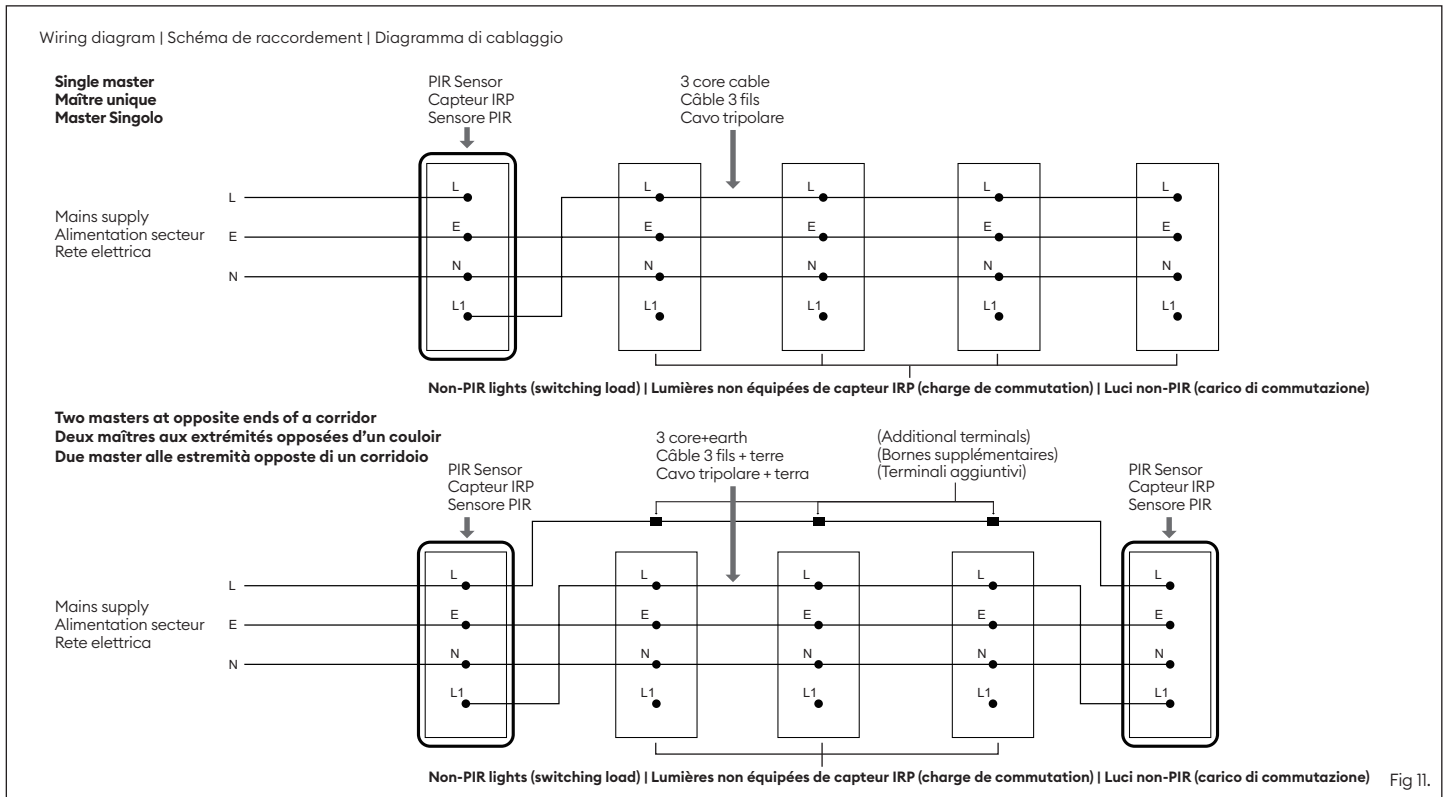 Wiring diagram | Schéma de raccordement | Diagramma di cablaggio
Single master
Maître unique
Master Singolo
PIR Sensor
Capteur IRP
Sensore PIR
3 core cable
Câble 3 fils
Cavo tripolare
Mains supply
Alimentation secteur
Rete elettrica
L
E
N
L
E
N
L1
L
E
N
L1
L
E
N
L1
L
E
N
L1
L
E
N
L1
Non-PIR lights (switching load) | Lumières non équipées de capteur IRP (charge de commutation) | Luci non-PIR (carico di commutazione)
Two masters at opposite ends of a corridor
Deux maîtres aux extrémités opposées d'un couloir
Due master alle estremità opposte di un corridoio
PIR Sensor
Capteur IRP
Sensore PIR
3 core+earth
Câble 3 fils + terre
Cavo tripolare + terra
(Additional terminals)
(Bornes supplémentaires)
(Terminali aggiuntivi)
PIR Sensor
Capteur IRP
Sensore PIR
Mains supply
Alimentation secteur
Rete elettrica
L
E
N
L
E
N
L1
L
E
N
L1
L
E
N
L1
L
E
N
L1
L
E
N
L1
Non-PIR lights (switching load) | Lumières non équipées de capteur IRP (charge de commutation) | Luci non-PIR (carico di commutazione)
Fig 11.